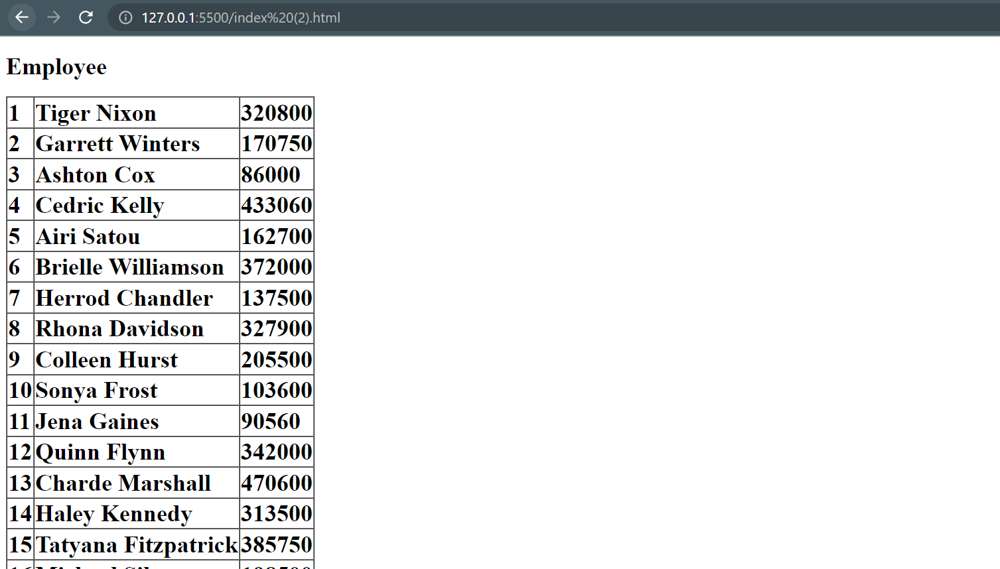 127.0.0.1:5500/index%20(2).html
Employee
1 Tiger Nixon 320800
2 Garrett Winters 170750
3 Ashton Cox 86000
4 Cedric Kelly 433060
5 Airi Satou 162700
6 Brielle Williamson 372000
7 Herrod Chandler 137500
8 Rhona Davidson 327900
9 Colleen Hurst 205500
10 Sonya Frost 103600
11 Jena Gaines 90560
12 Quinn Flynn 342000
13 Charde Marshall 470600
14 Haley Kennedy 313500
15 Tatyana Fitzpatrick 385750